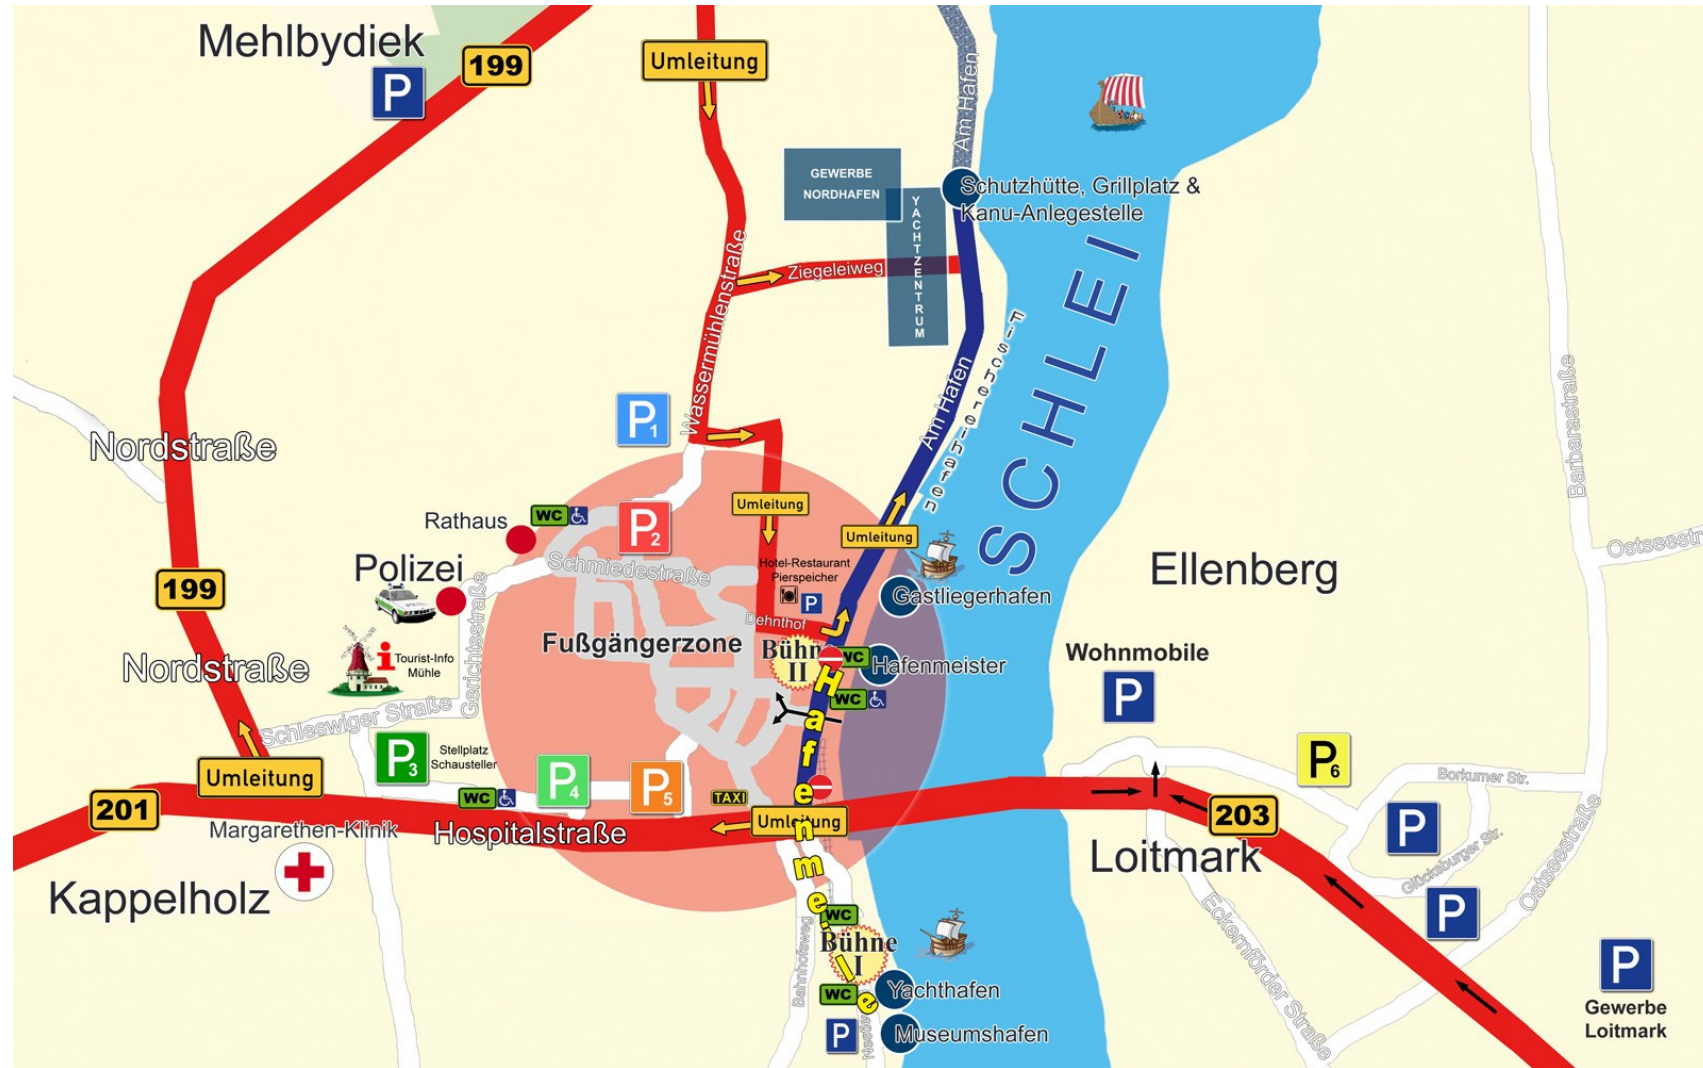 Mehlbydiek
P
199
Umleitung
Am Hafen
GEWERBE
NORDHAFEN
YACHTZENTRUM
Schutzhütte, Grillplatz &
Kanu-Anlegestelle
Wassermühlenstraße
Ziegeleiweg
SCHLEI
Fischereihafen
Am Hafen
Barbarastraße
P1
Nordstraße
Umleitung
Rathaus
WC
P2
Umleitung
Ostseestr
Polizei
Schmiedestraße
Hotel-Restaurant
Pierspeicher
P
Gastliegerhafen
Ellenberg
199
Gerichtsstraße
Dehnthof
Fußgängerzone
Bühn
II
WC
Hafenmeister
Wohnmobile
P
Nordstraße
i
Tourist-Info
Mühle
WC
Hafenmeile
Schleswiger Straße
Umleitung
P3
Stellplatz
Schausteller
P4
P5
WC
TAXI
P6
Borkumer Str.
201
Umleitung
203
P
Margarethen-Klinik
Hospitalstraße
Loitmark
Glücksburger Str.
Ostseestraße
Kappelholz
Eckernförder Straße
P
WC
Bühne
I
Bahnhofsweg
WC
Yachthafen
P
Museumshafen
P
Gewerbe
Loitmark